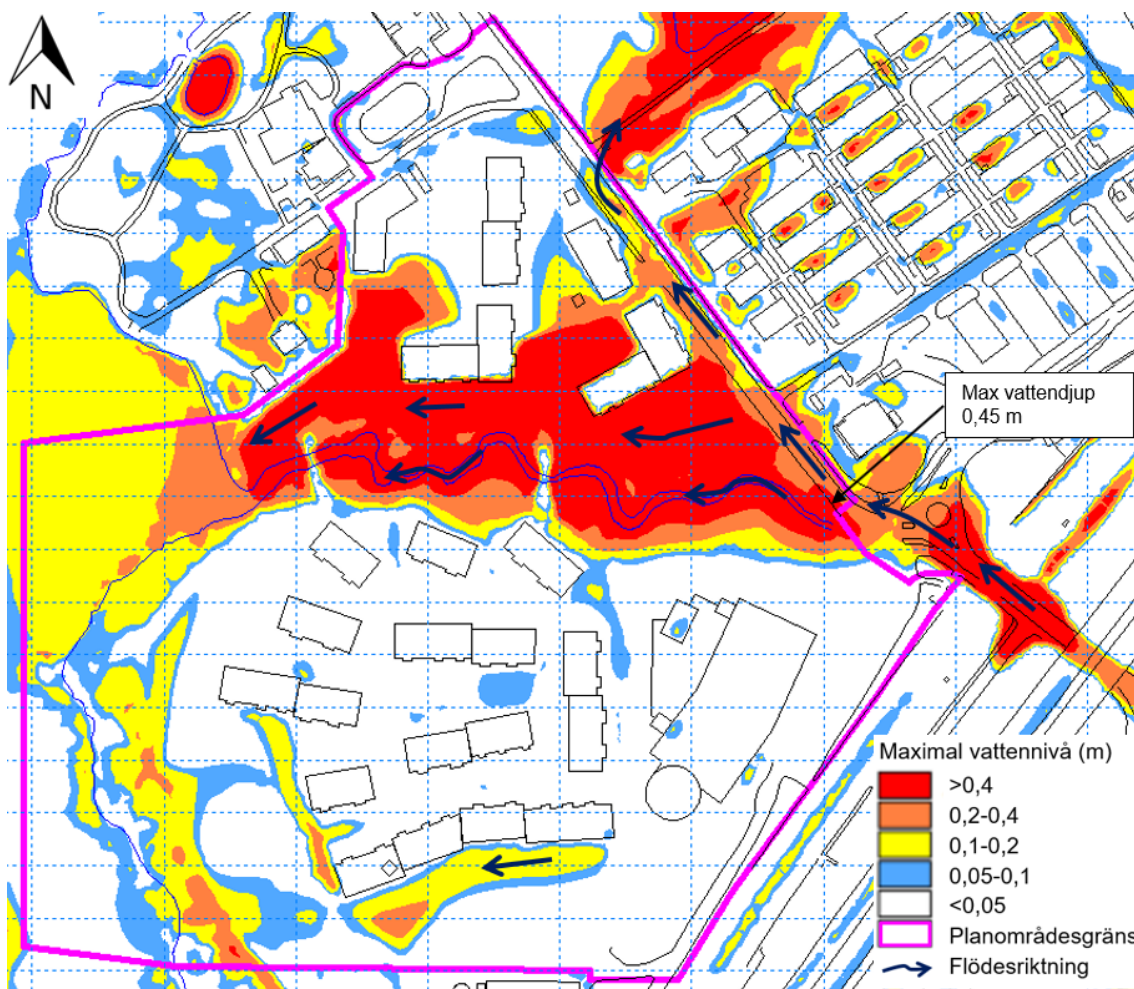 N
Max vattendjup
0,45 m
Maximal vattennivå (m)
>0,4
0,2-0,4
0,1-0,2
0,05-0,1
<0,05
Planområdesgräns
Flödesriktning